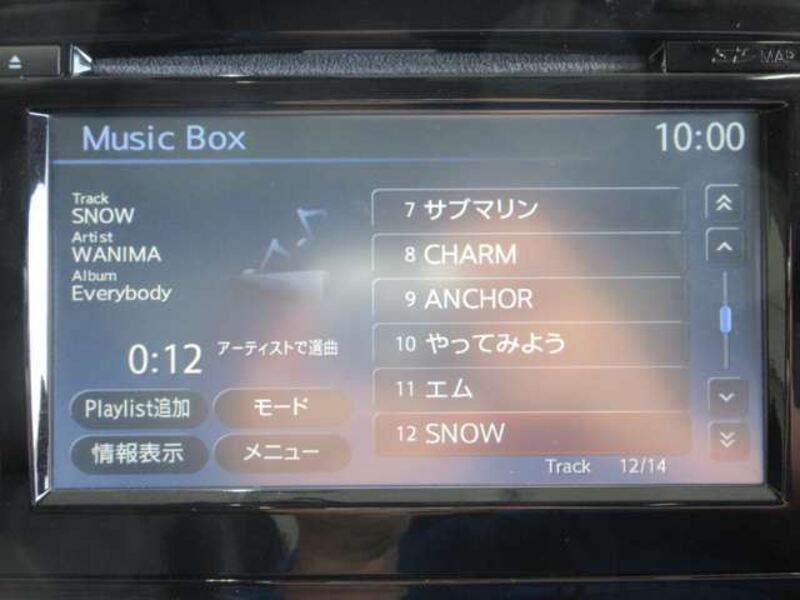 MAP
Music Box
10:00
Track
SNOW
Artist
WANIMA
Album
Everybody
0:12
アーティストで選曲
Playlist追加
モード
情報表示
メニュー
7 サブマリン
8 CHARM
9 ANCHOR
10 やってみよう
11 エム
12 SNOW
Track 12/14